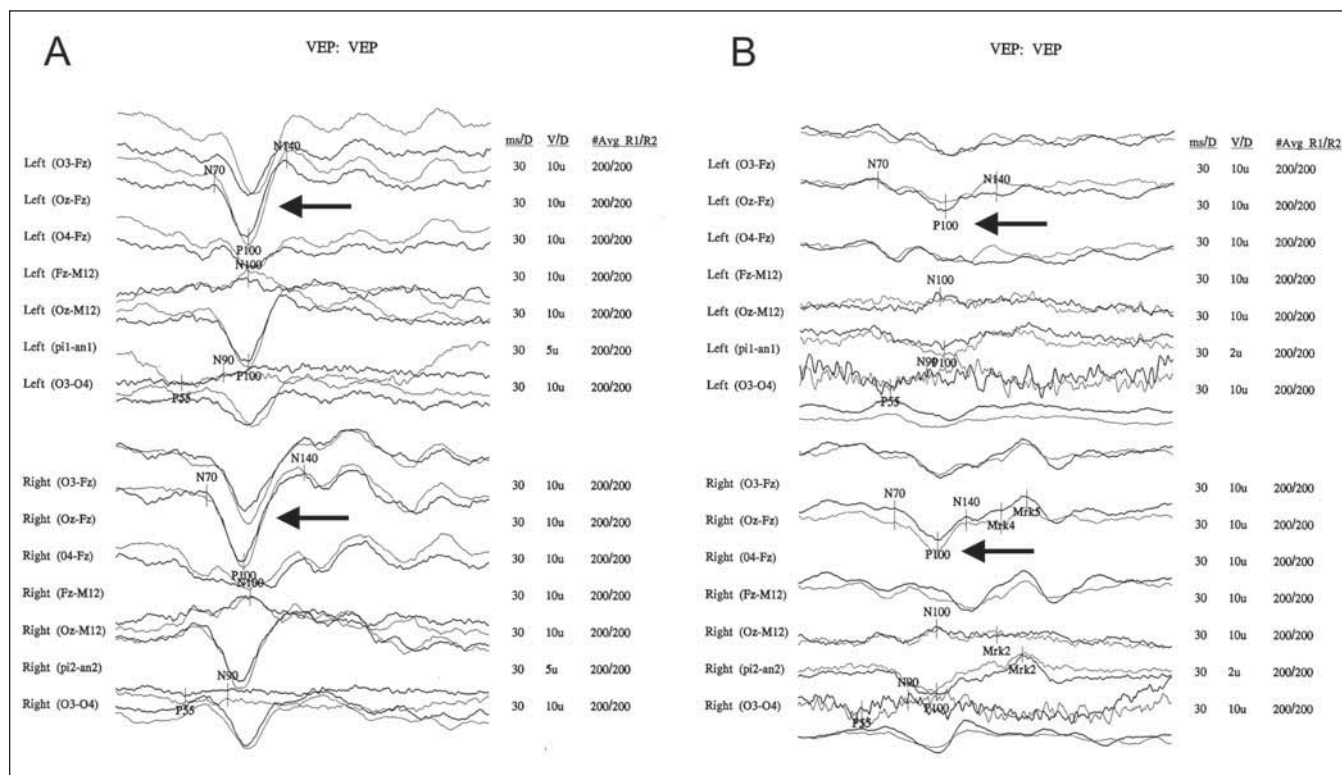 A
VEP: VEP
ms/D V/D #Avg R1/R2
N140
Left (O3-Fz) 30 10u 200/200
N70
Left (Oz-Fz) 30 10u 200/200
Left (O4-Fz) 30 10u 200/200
P100
N100
Left (Fz-M12) 30 10u 200/200
Left (Oz-M12) 30 10u 200/200
Left (pi1-an1) 30 5u 200/200
N90
P100
Left (O3-O4) 30 10u 200/200
P55
Right (O3-Fz) 30 10u 200/200
N70
N140
Right (Oz-Fz) 30 10u 200/200
Right (04-Fz) 30 10u 200/200
P100
N100
Right (Fz-M12) 30 10u 200/200
Right (Oz-M12) 30 10u 200/200
Right (pi2-an2) 30 5u 200/200
N90
Right (O3-O4) 30 10u 200/200
P55
B
VEP: VEP
ms/D V/D #Avg R1/R2
Left (O3-Fz) 30 10u 200/200
N70
N140
Left (Oz-Fz) 30 10u 200/200
P100
Left (O4-Fz) 30 10u 200/200
Left (Fz-M12) 30 10u 200/200
N100
Left (Oz-M12) 30 10u 200/200
Left (pi1-an1) 30 2u 200/200
N90
P100
Left (O3-O4) 30 10u 200/200
P55
Right (O3-Fz) 30 10u 200/200
N70
N140
Mrk5
Right (Oz-Fz) 30 10u 200/200
Mrk4
Right (04-Fz) 30 10u 200/200
P100
Right (Fz-M12) 30 10u 200/200
N100
Right (Oz-M12) 30 10u 200/200
Mrk2
Right (pi2-an2) 30 2u 200/200
Mrk2
N90
Right (O3-O4) 30 10u 200/200
P100
P55